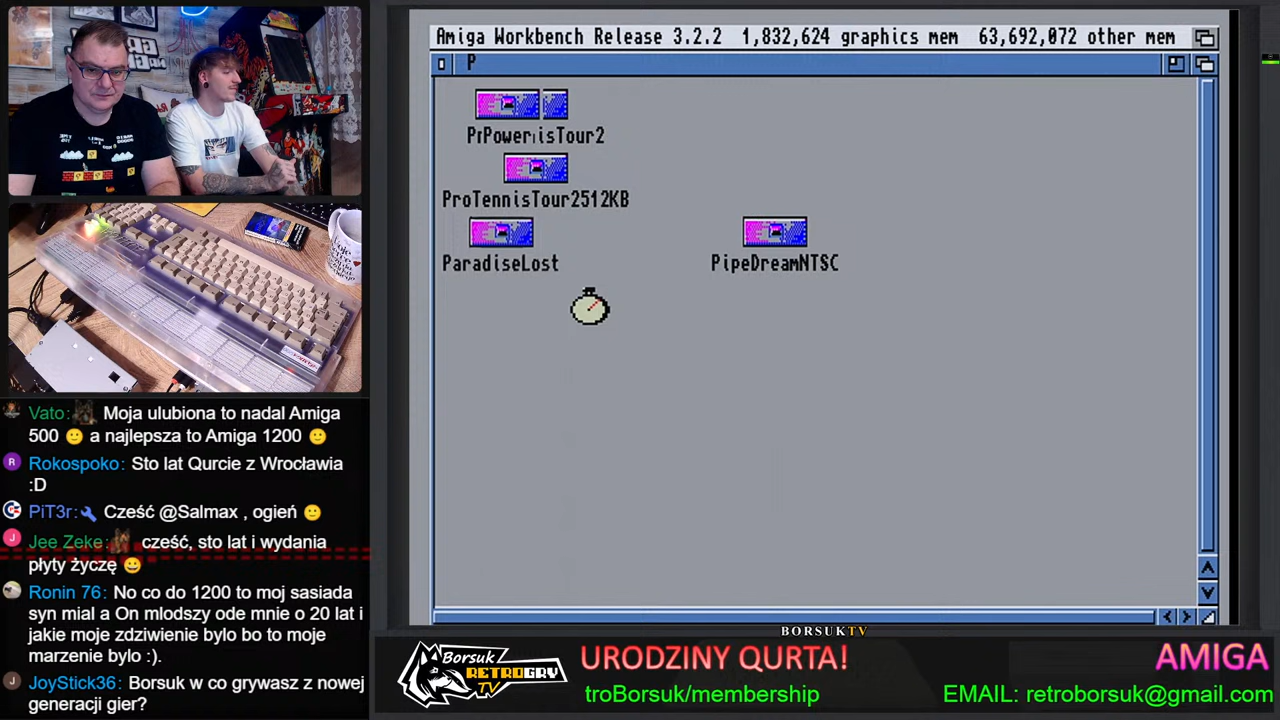 Amiga Workbench Release 3.2.2 1,832,624 graphics mem 63,692,072 other mem
P
ProTennisTour2512KB
ParadiseLost
PipeDreamNTSC
Vato: Moja ulubiona to nadal Amiga
500 🙂 a najlepsza to Amiga 1200 🙂
R Rokospoko: Sto lat Qurcie z Wrocławia
:D
PiT3r: Cześć @Salmax , ogień 🙂
J Jee Zeke: cześć, sto lat i wydania
płyty życzę 😀
Ronin 76: No co do 1200 to moj sasiada
syn mial a On mlodszy ode mnie o 20 lat i
jakie moje zdziwienie bylo bo to moje
marzenie bylo :).
J JoyStick36: Borsuk w co grywasz z nowej
generacji gier?
BORSUKTV
Borsuk
RETROGRY
TV
URODZINY QURTA!
AMIGA
troBorsuk/membership
EMAIL: retroborsuk@gmail.com